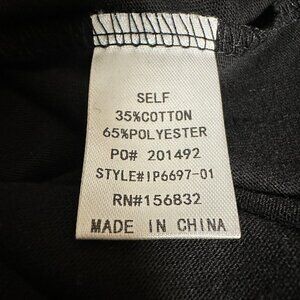 SELF
35%COTTON
65%POLYESTER
PO# 201492
STYLE#IP6697-01
RN#156832
MADE IN CHINA